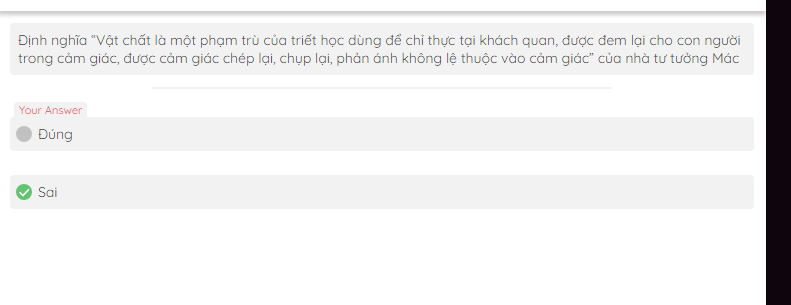 Định nghĩa “Vật chất là một phạm trù của triết học dùng để chỉ thực tại khách quan, được đem lại cho con người
trong cảm giác, được cảm giác chép lại, chụp lại, phản ánh không lệ thuộc vào cảm giác” của nhà tư tưởng Mác
Your Answer
Đúng
Sai